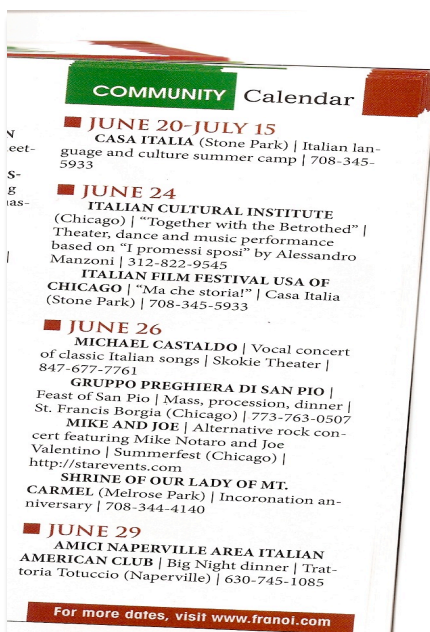 COMMUNITY Calendar
JUNE 20-JULY 15
CASA ITALIA (Stone Park) | Italian lan-
guage and culture summer camp | 708-345-
5933
JUNE 24
ITALIAN CULTURAL INSTITUTE
(Chicago) | “Together with the Betrothed” |
Theater, dance and music performance
based on “I promessi sposi” by Alessandro
Manzoni | 312-822-9545
ITALIAN FILM FESTIVAL USA OF
CHICAGO | “Ma che storia!” | Casa Italia
(Stone Park) | 708-345-5933
JUNE 26
MICHAEL CASTALDO | Vocal concert
of classic Italian songs | Skokie Theater |
847-677-7761
GRUPPO PREGHIERA DI SAN PIO |
Feast of San Pio | Mass, procession, dinner |
St. Francis Borgia (Chicago) | 773-763-0507
MIKE AND JOE | Alternative rock con-
cert featuring Mike Notaro and Joe
Valentino | Summerfest (Chicago) |
http://starevents.com
SHRINE OF OUR LADY OF MT.
CARMEL (Melrose Park) | Incoronation an-
niversary | 708-344-4140
JUNE 29
AMICI NAPERVILLE AREA ITALIAN
AMERICAN CLUB | Big Night dinner | Trat-
toria Totuccio (Naperville) | 630-745-1085
For more dates, visit www.franoi.com